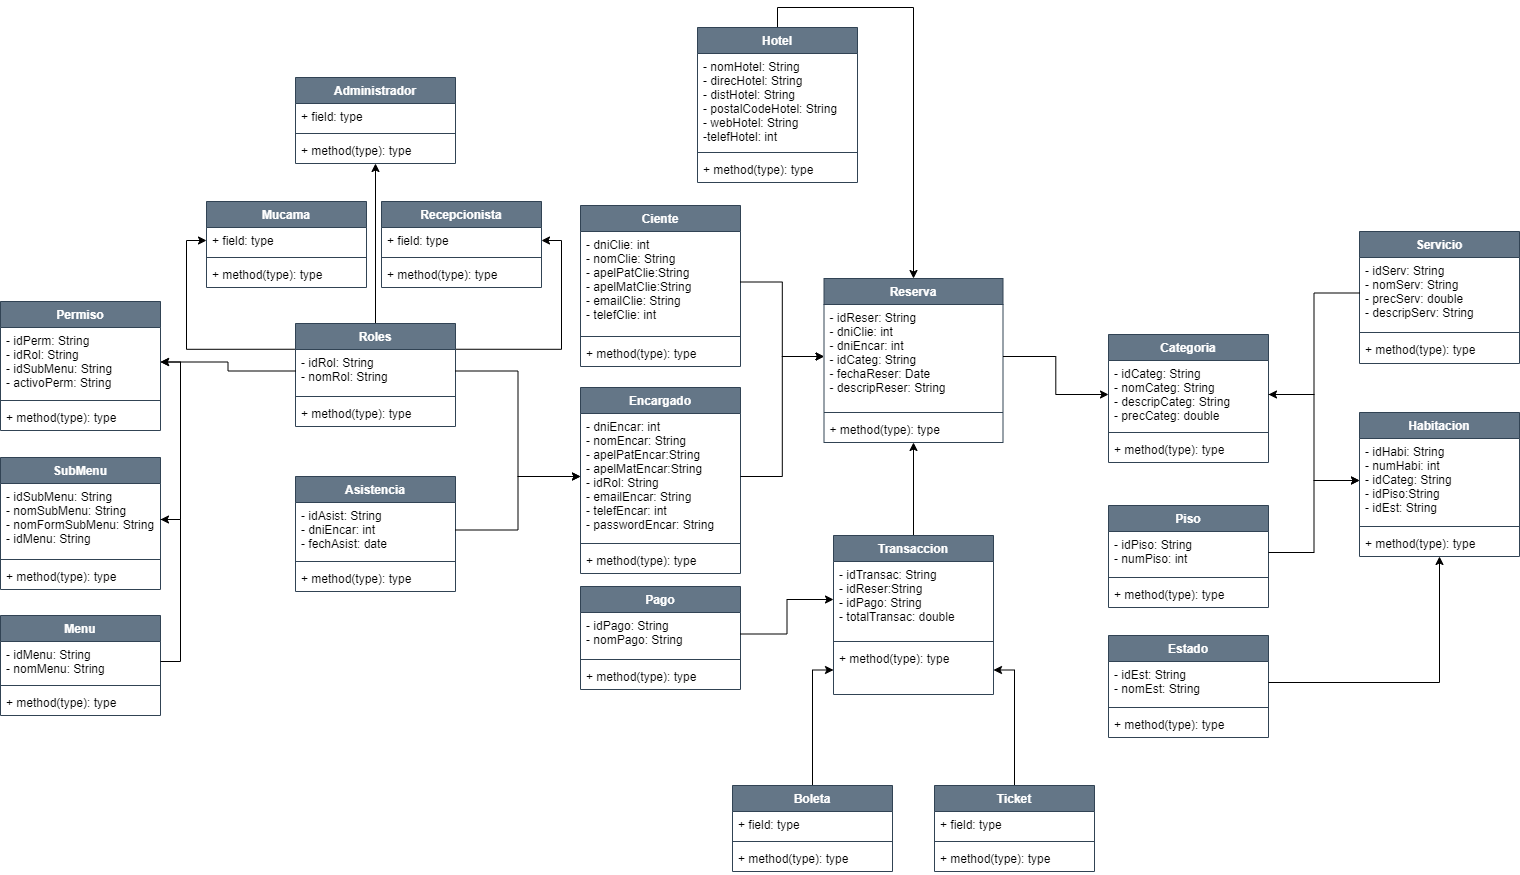 Hotel
- nomHotel: String
- direcHotel: String
- distHotel: String
- postalCodeHotel: String
- webHotel: String
-telefHotel: int
+ method(type): type
Administrador
+ field: type
+ method(type): type
Mucama
+ field: type
+ method(type): type
Recepcionista
+ field: type
+ method(type): type
Ciente
- dniClie: int
- nomClie: String
- apelPatClie:String
- apelMatClie:String
- emailClie: String
- telefClie: int
+ method(type): type
Servicio
- idServ: String
- nomServ: String
- precServ: double
- descripServ: String
+ method(type): type
Reserva
- idReser: String
- dniClie: int
- dniEncar: int
- idCateg: String
- fechaReser: Date
- descripReser: String
+ method(type): type
Permiso
- idPerm: String
- idRol: String
- idSubMenu: String
- activoPerm: String
+ method(type): type
Roles
- idRol: String
- nomRol: String
+ method(type): type
Categoria
- idCateg: String
- nomCateg: String
- descripCateg: String
- precCateg: double
+ method(type): type
Encargado
- dniEncar: int
- nomEncar: String
- apelPatEncar:String
- apelMatEncar:String
- idRol: String
- emailEncar: String
- telefEncar: int
- passwordEncar: String
+ method(type): type
Habitacion
- idHabi: String
- numHabi: int
- idCateg: String
- idPiso:String
- idEst: String
+ method(type): type
SubMenu
- idSubMenu: String
- nomSubMenu: String
- nomFormSubMenu: String
- idMenu: String
+ method(type): type
Asistencia
- idAsist: String
- dniEncar: int
- fechAsist: date
+ method(type): type
Piso
- idPiso: String
- numPiso: int
+ method(type): type
Transaccion
- idTransac: String
- idReser:String
- idPago: String
- totalTransac: double
+ method(type): type
Pago
- idPago: String
- nomPago: String
+ method(type): type
Menu
- idMenu: String
- nomMenu: String
+ method(type): type
Estado
- idEst: String
- nomEst: String
+ method(type): type
Boleta
+ field: type
+ method(type): type
Ticket
+ field: type
+ method(type): type